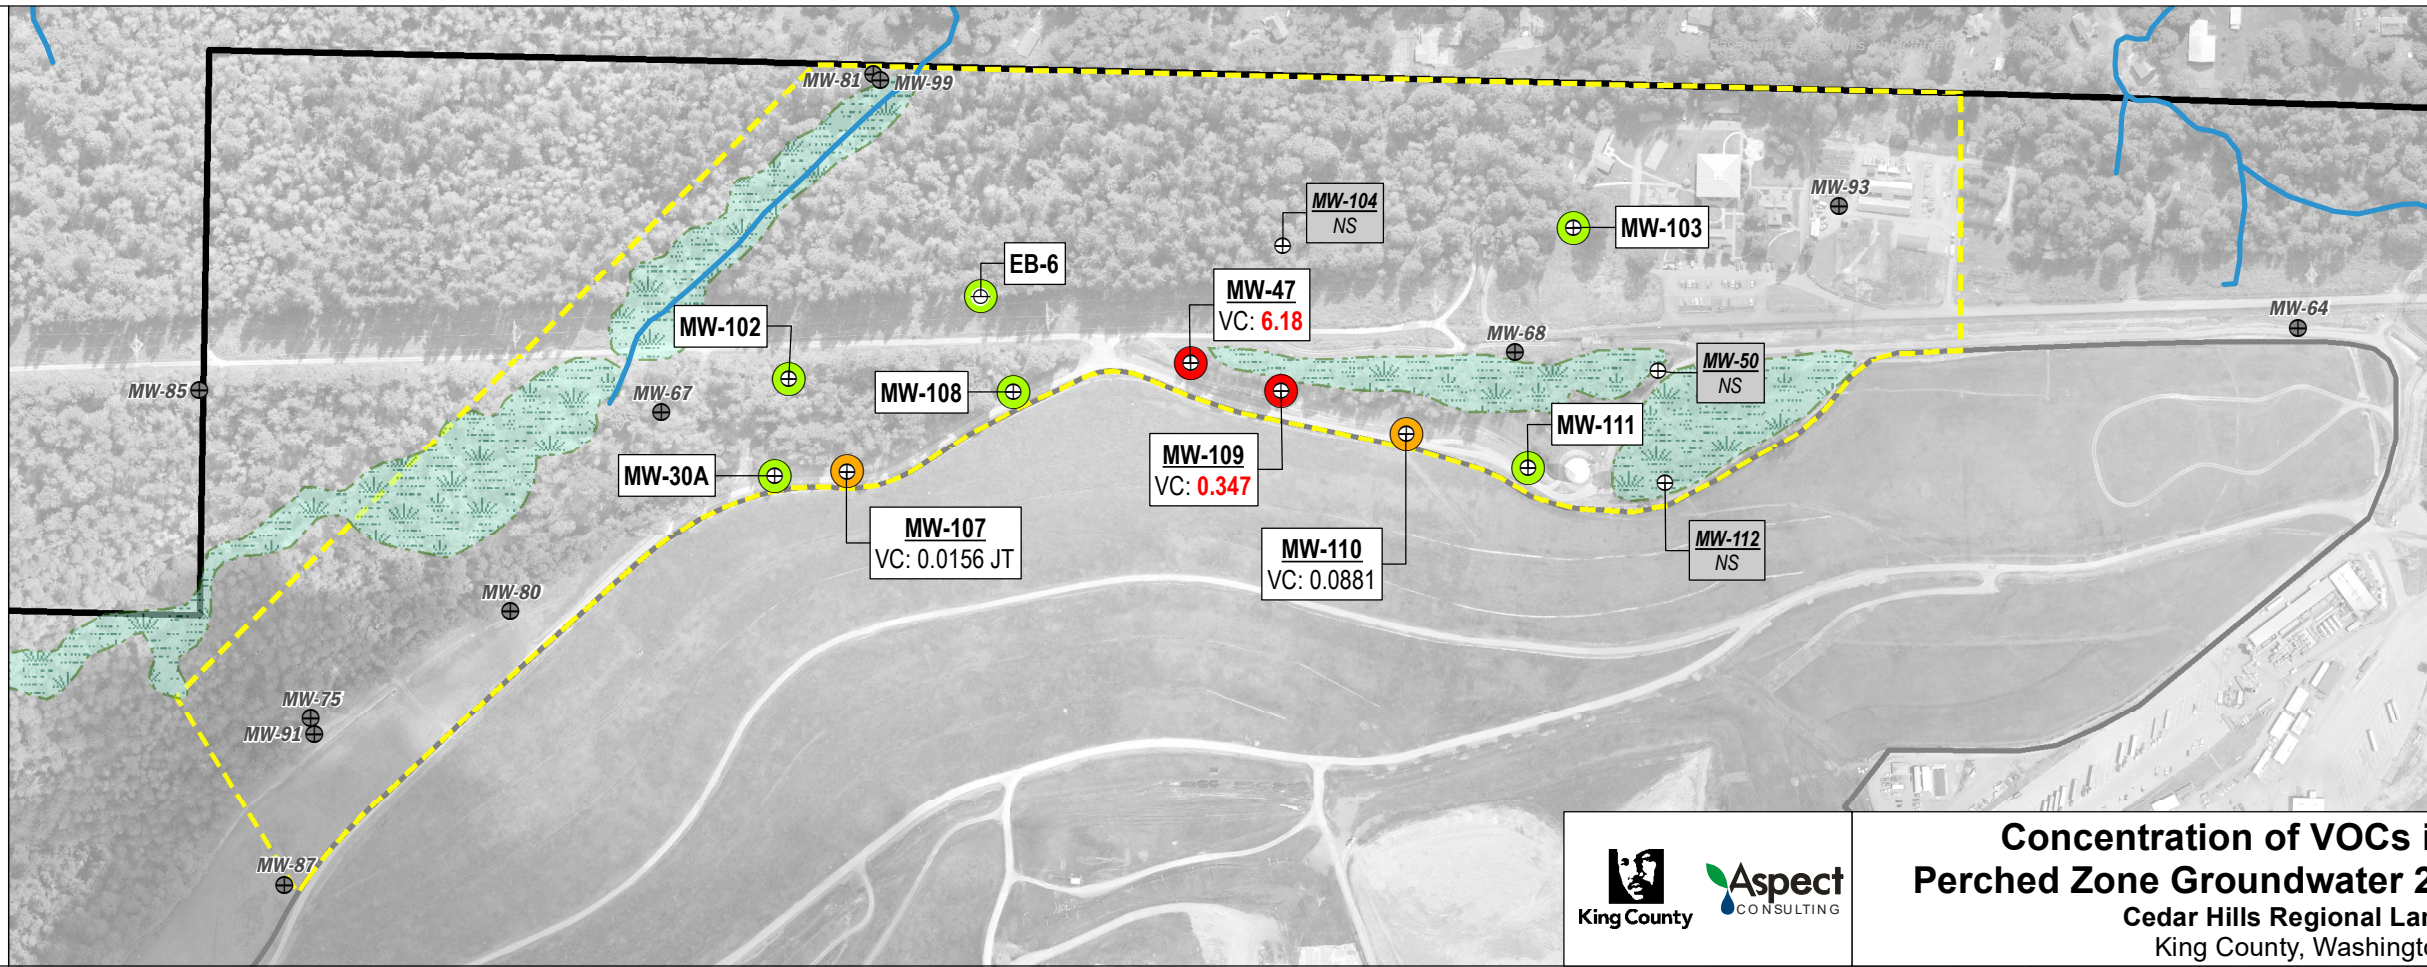 MW-81
MW-99
MW-104
NS
MW-93
MW-103
EB-6
MW-47
VC: 6.18
MW-102
MW-64
MW-68
MW-50
NS
MW-85
MW-67
MW-108
MW-111
MW-109
VC: 0.347
MW-30A
MW-107
VC: 0.0156 JT
MW-110
VC: 0.0881
MW-112
NS
MW-80
MW-75
MW-91
MW-87
King County
Aspect
CONSULTING
Concentration of VOCs i
Perched Zone Groundwater 2
Cedar Hills Regional Lan
King County, Washingto